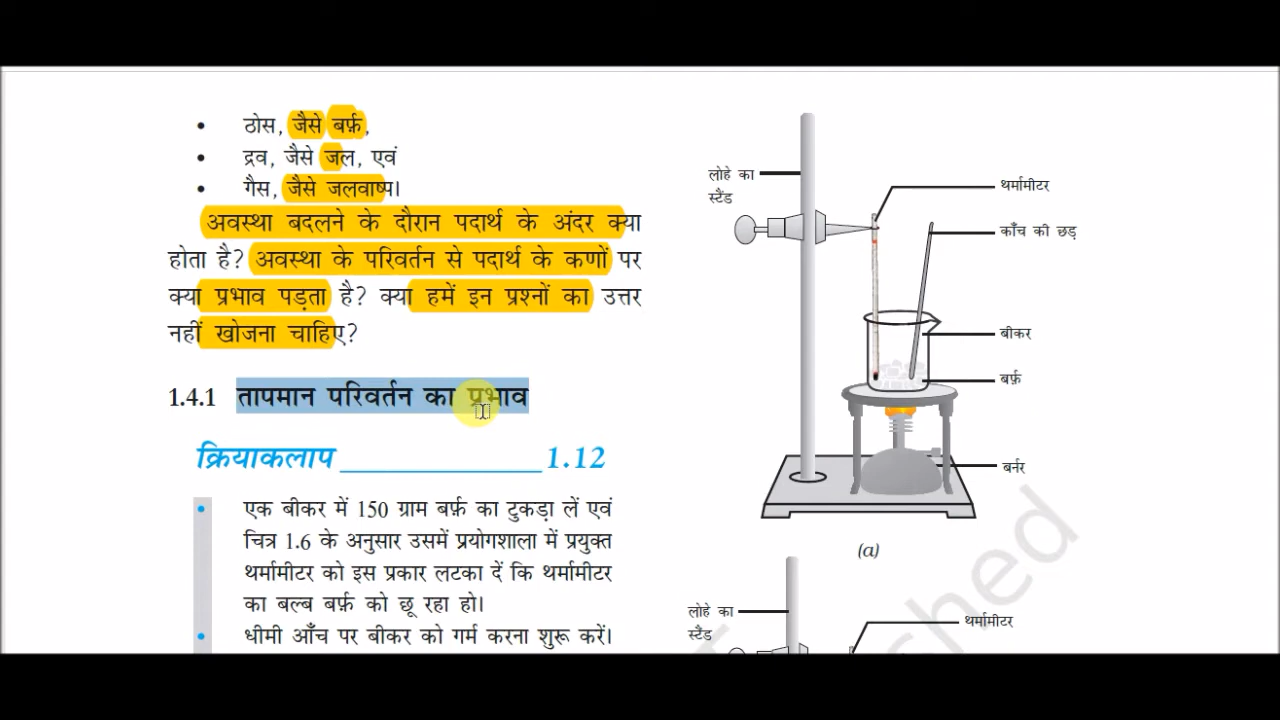 • ठोस, जैसे बर्फ़,
• द्रव, जैसे जल, एवं
• गैस, जैसे जलवाष्प।
अवस्था बदलने के दौरान पदार्थ के अंदर क्या
होता है? अवस्था के परिवर्तन से पदार्थ के कणों पर
क्या प्रभाव पड़ता है? क्या हमें इन प्रश्नों का उत्तर
नहीं खोजना चाहिए?
1.4.1 तापमान परिवर्तन का प्रभाव
क्रियाकलाप ______________ 1.12
• एक बीकर में 150 ग्राम बर्फ़ का टुकड़ा लें एवं
चित्र 1.6 के अनुसार उसमें प्रयोगशाला में प्रयुक्त
थर्मामीटर को इस प्रकार लटका दें कि थर्मामीटर
का बल्ब बर्फ़ को छू रहा हो।
• धीमी आँच पर बीकर को गर्म करना शुरू करें।
लोहे का
स्टैंड
थर्मामीटर
काँच की छड़
बीकर
बर्फ़
बर्नर
(a)
लोहे का
स्टैंड
थर्मामीटर